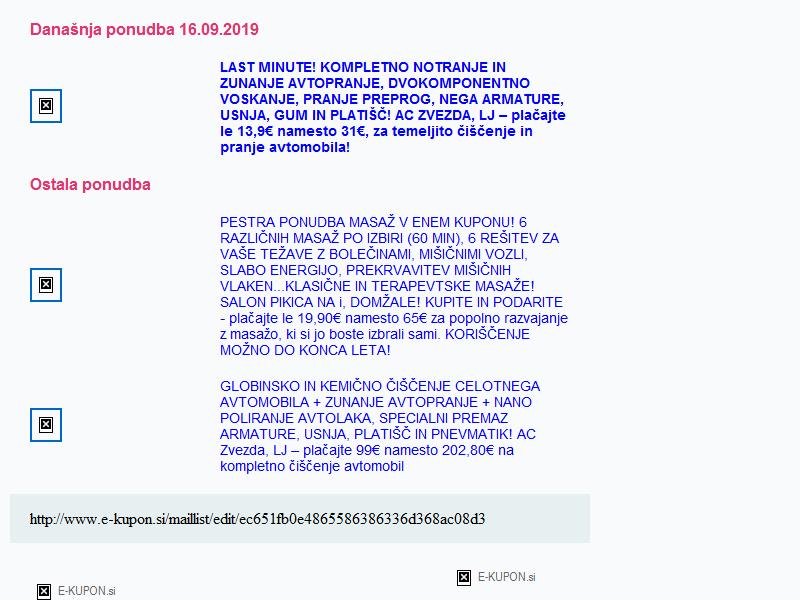 Današnja ponudba 16.09.2019
LAST MINUTE! KOMPLETNO NOTRANJE IN
ZUNANJE AVTOPRANJE, DVOKOMPONENTNO
VOSKANJE, PRANJE PREPROG, NEGA ARMATURE,
USNJA, GUM IN PLATIŠČ! AC ZVEZDA, LJ – plačajte
le 13,9€ namesto 31€, za temeljito čiščenje in
pranje avtomobila!
Ostala ponudba
PESTRA PONUDBA MASAŽ V ENEM KUPONU! 6
RAZLIČNIH MASAŽ PO IZBIRI (60 MIN), 6 REŠITEV ZA
VAŠE TEŽAVE Z BOLEČINAMI, MIŠIČNIMI VOZLI,
SLABO ENERGIJO, PREKRVAVITEV MIŠIČNIH
VLAKEN...KLASIČNE IN TERAPEVTSKE MASAŽE!
SALON PIKICA NA i, DOMŽALE! KUPITE IN PODARITE
- plačajte le 19,90€ namesto 65€ za popolno razvajanje
z masažo, ki si jo boste izbrali sami. KORIŠČENJE
MOŽNO DO KONCA LETA!
GLOBINSKO IN KEMIČNO ČIŠČENJE CELOTNEGA
AVTOMOBILA + ZUNANJE AVTOPRANJE + NANO
POLIRANJE AVTOLAKA, SPECIALNI PREMAZ
ARMATURE, USNJA, PLATIŠČ IN PNEVMATIK! AC
Zvezda, LJ – plačajte 99€ namesto 202,80€ na
kompletno čiščenje avtomobil
http://www.e-kupon.si/maillist/edit/ec651fb0e4865586386336d368ac08d3
E-KUPON.si
E-KUPON.si